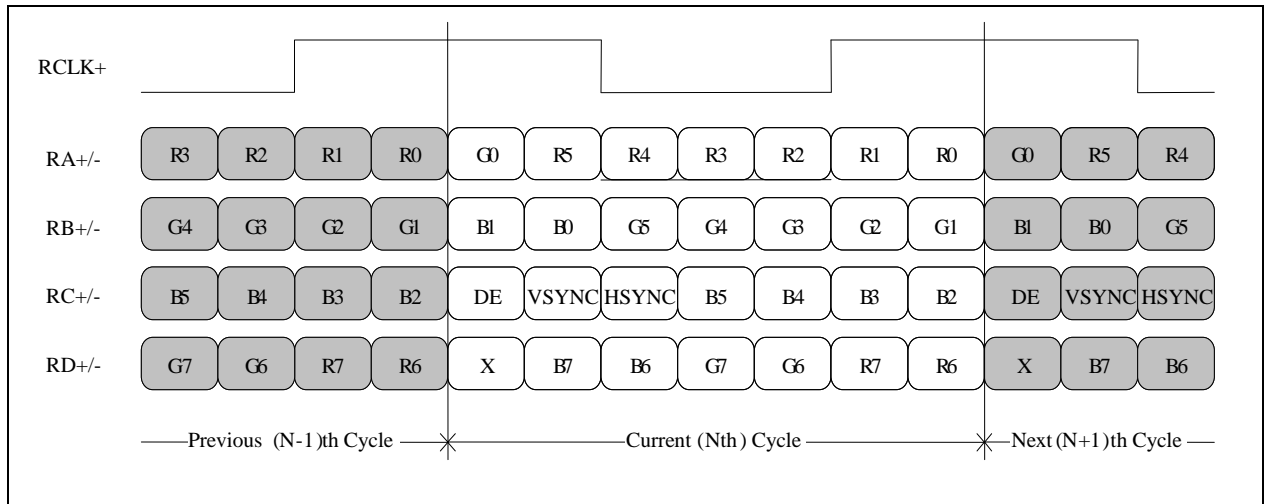 RCLK+
RA+/- R3 R2 R1 R0 G0 R5 R4 R3 R2 R1 R0 G0 R5 R4
RB+/- G4 G3 G2 G1 B1 B0 G5 G4 G3 G2 G1 B1 B0 G5
RC+/- B5 B4 B3 B2 DE VSYNC HSYNC B5 B4 B3 B2 DE VSYNC HSYNC
RD+/- G7 G6 R7 R6 X B7 B6 G7 G6 R7 R6 X B7 B6
Previous (N-1)th Cycle Current (Nth) Cycle Next (N+1)th Cycle